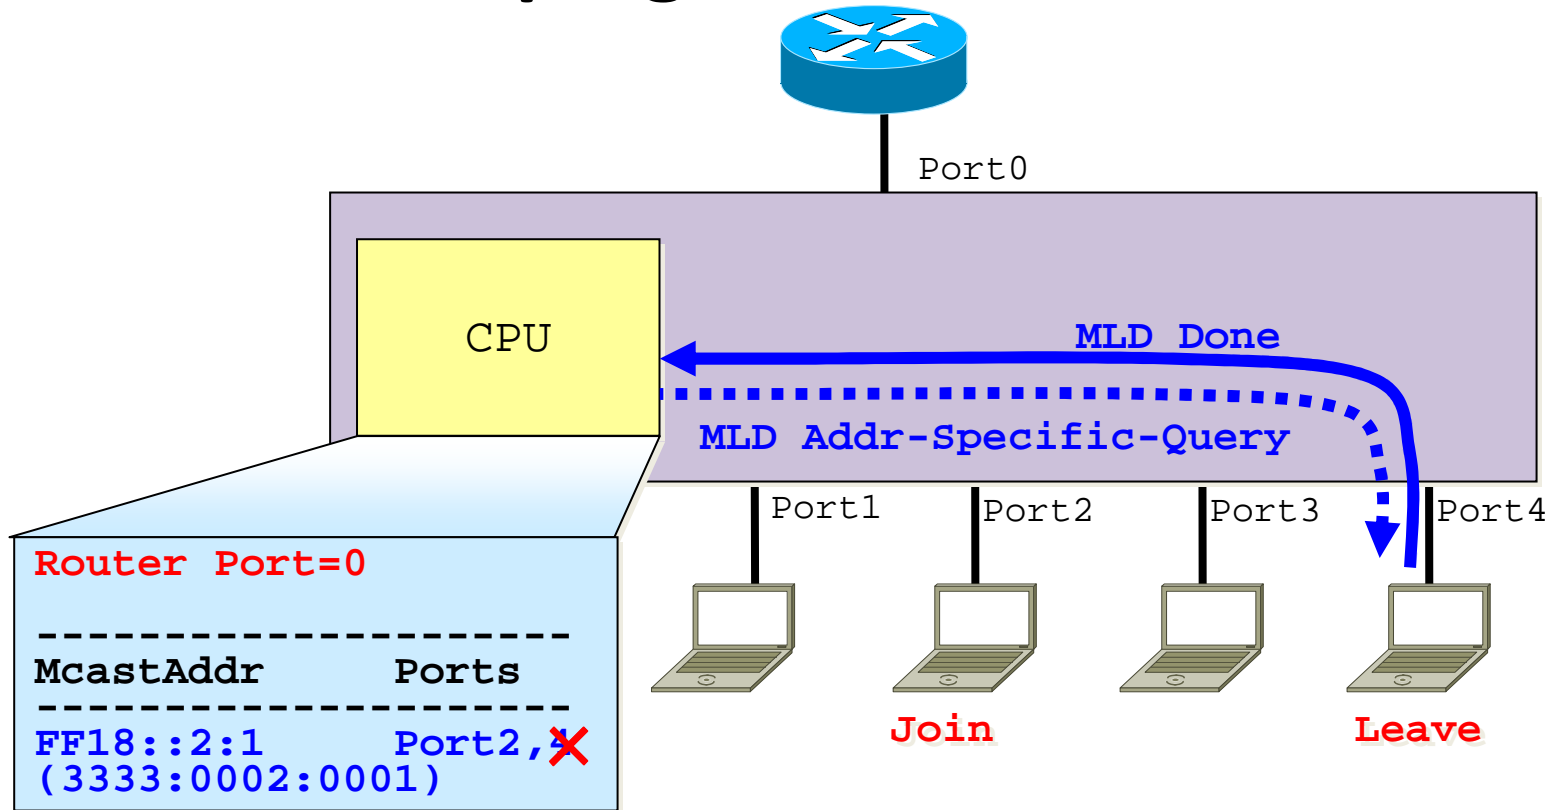 Port0
CPU
MLD Done
MLD Addr-Specific-Query
Port1
Port2
Port3
Port4
Router Port=0
---------------------
McastAddr Ports
---------------------
FF18::2:1 Port2,4
(3333:0002:0001)
Join
Leave